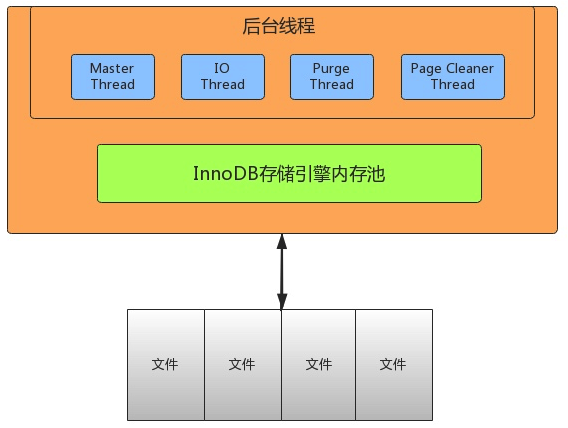 后台线程
Master
Thread
IO
Thread
Purge
Thread
Page Cleaner
Thread
InnoDB存储引擎内存池
文件
文件
文件
文件